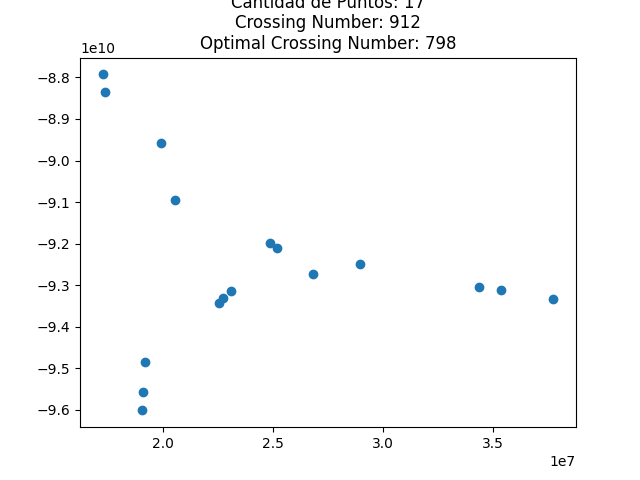 Cantidad de Puntos: 17
Crossing Number: 912
Optimal Crossing Number: 798
1e10
−8.8
−8.9
−9.0
−9.1
−9.2
−9.3
−9.4
−9.5
−9.6
2.0 2.5 3.0 3.5
1e7